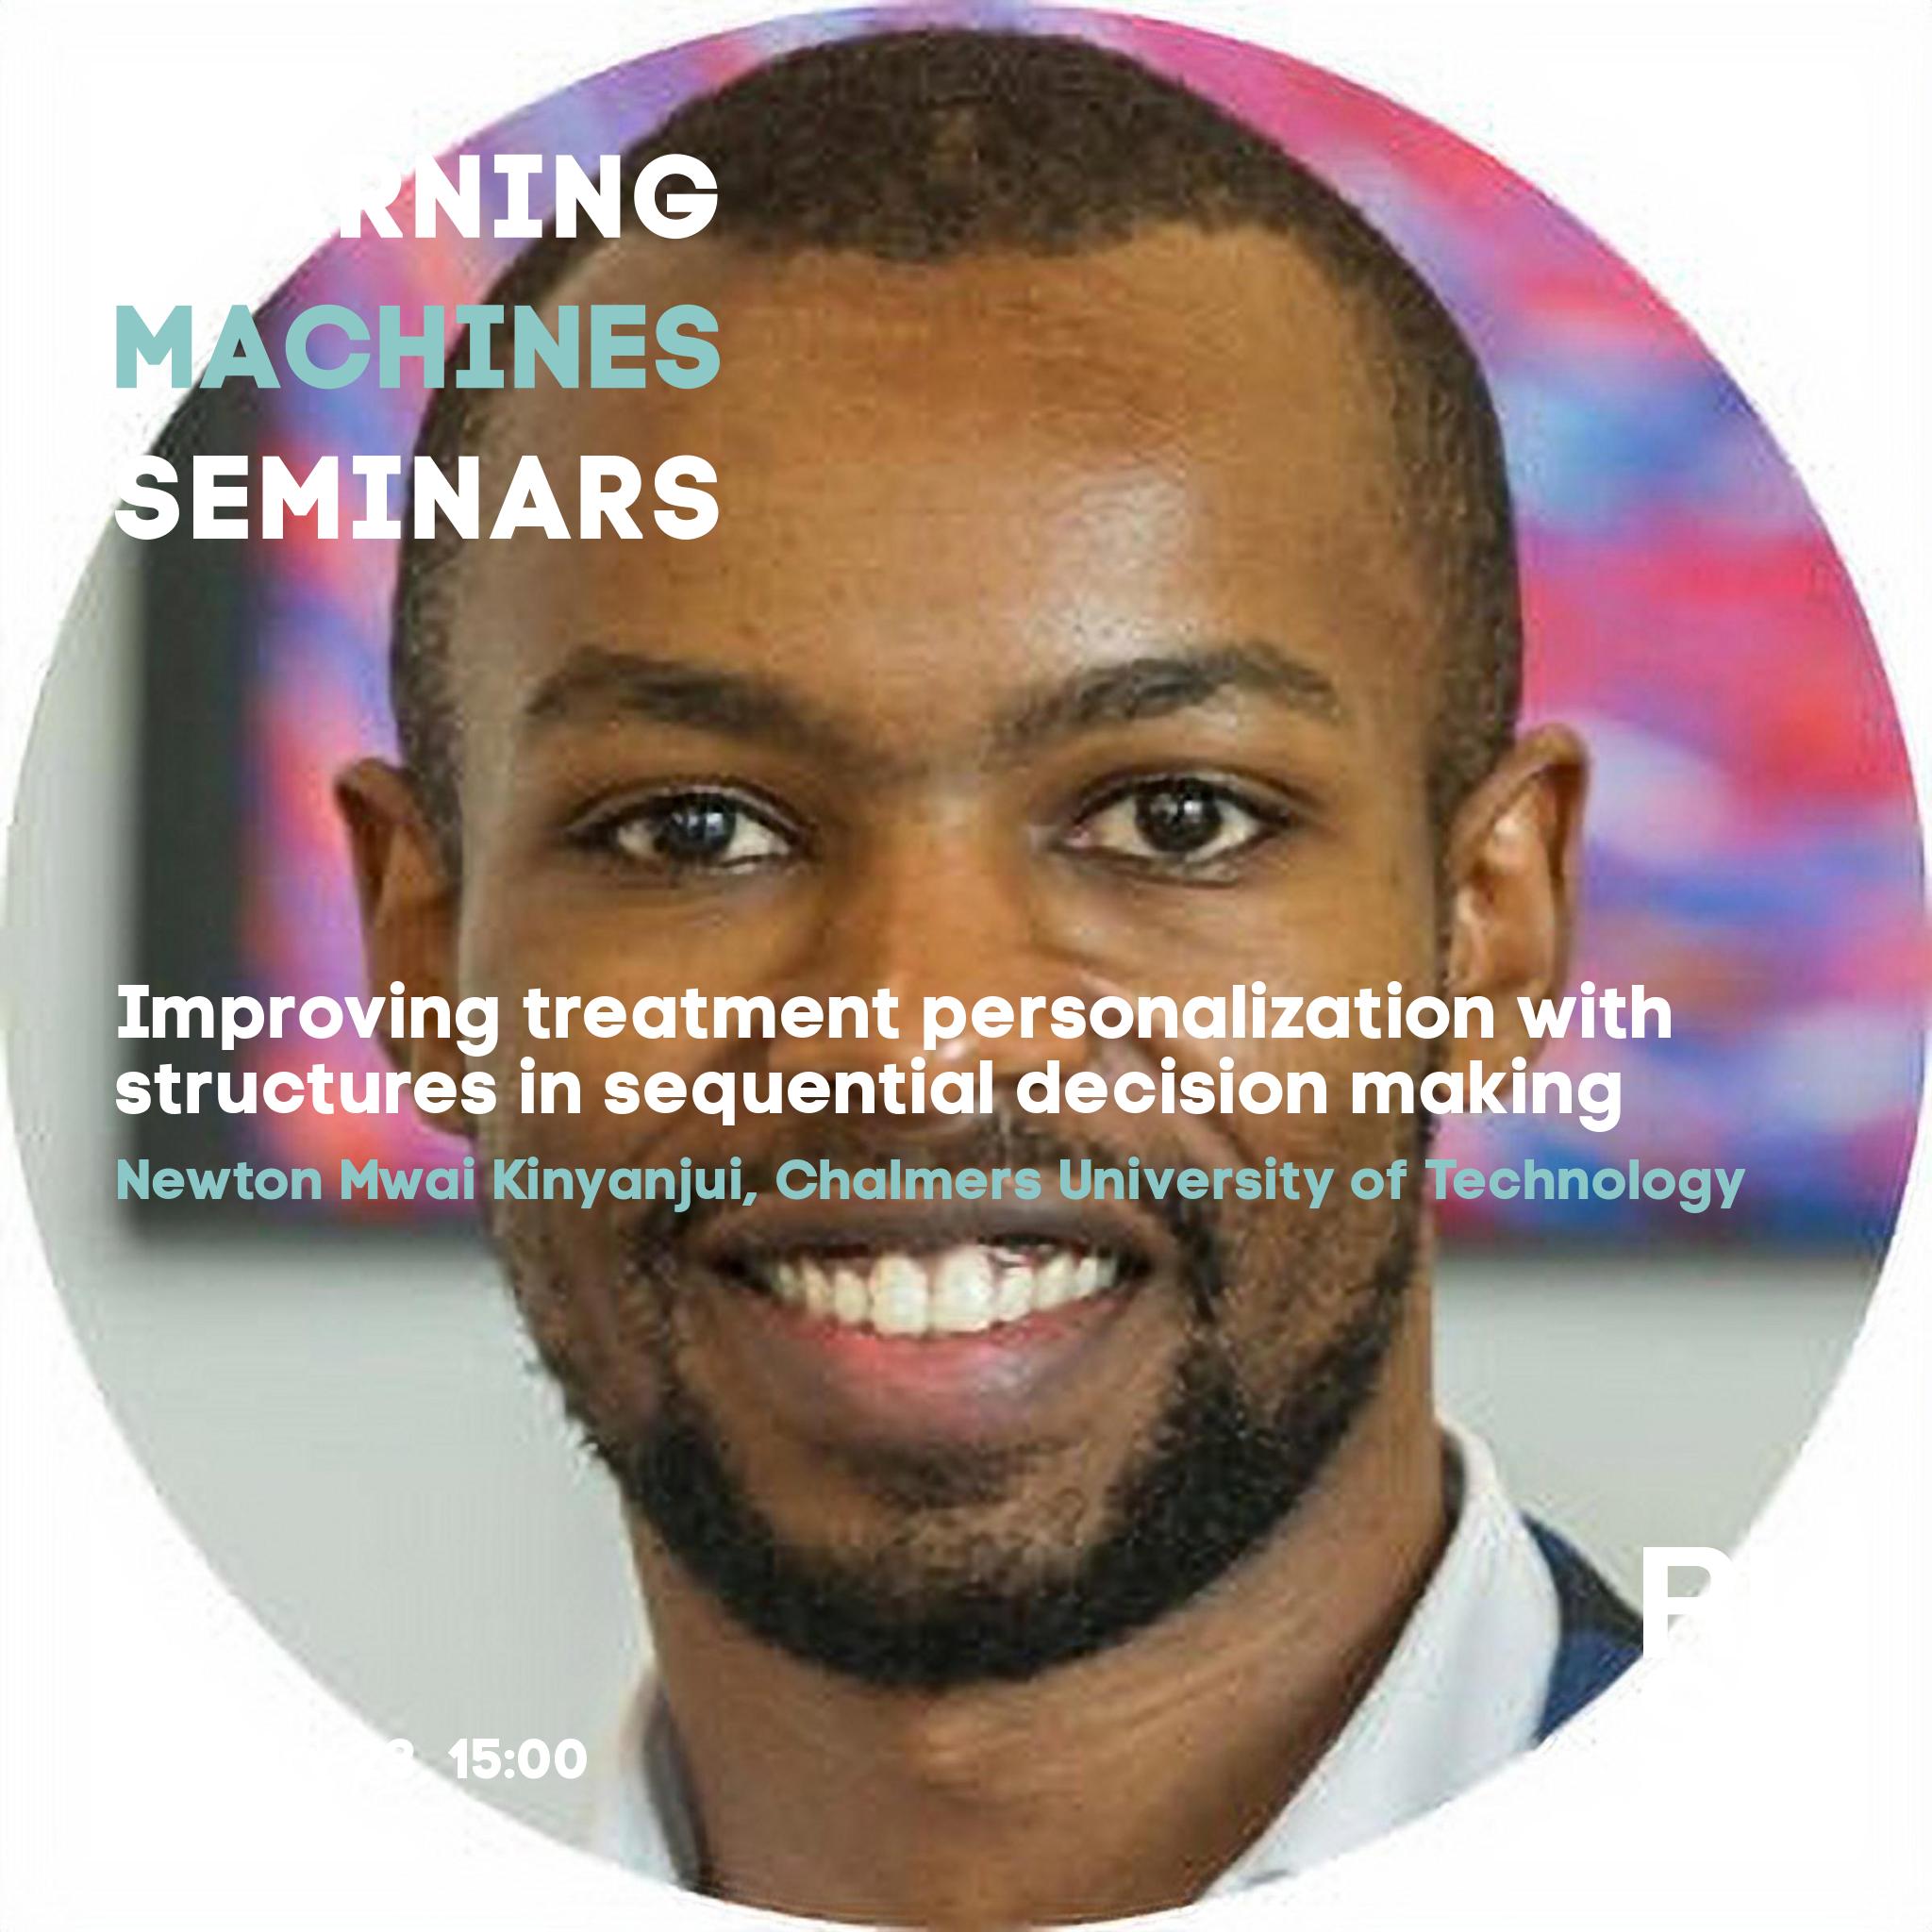 RNING
MACHINES
SEMINARS
Improving treatment personalization with
structures in sequential decision making
Newton Mwai Kinyanjui, Chalmers University of Technology
15:00
R